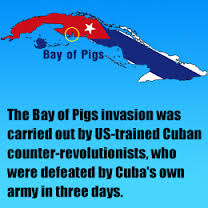 Bay of Pigs
The Bay of Pigs invasion was
carried out by US-trained Cuban
counter-revolutionists, who
were defeated by Cuba's own
army in three days.